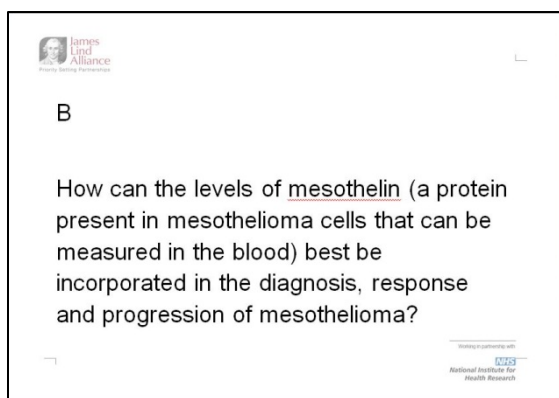 James
Lind
Alliance
Priority Setting Partnerships
B
How can the levels of mesothelin (a protein
present in mesothelioma cells that can be
measured in the blood) best be
incorporated in the diagnosis, response
and progression of mesothelioma?
Working in partnership with
NHS
National Institute for
Health Research